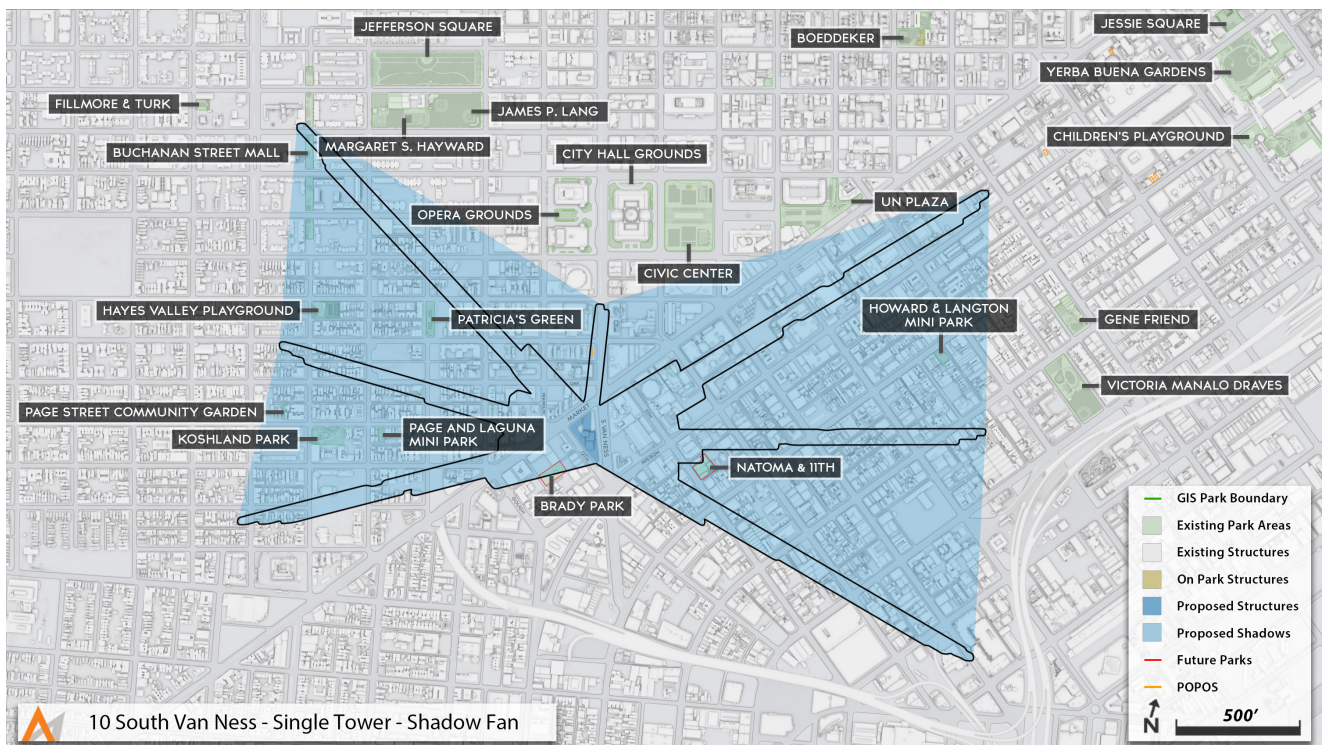 JEFFERSON SQUARE
JESSIE SQUARE
BOEDDEKER
YERBA BUENA GARDENS
FILLMORE & TURK
JAMES P. LANG
CHILDREN'S PLAYGROUND
MARGARET S. HAYWARD
BUCHANAN STREET MALL
CITY HALL GROUNDS
UN PLAZA
OPERA GROUNDS
CIVIC CENTER
HAYES VALLEY PLAYGROUND
PATRICIA'S GREEN
HOWARD & LANGTON
MINI PARK
GENE FRIEND
VICTORIA MANALO DRAVES
PAGE STREET COMMUNITY GARDEN
MARKET
S VAN NESS
KOSHLAND PARK
PAGE AND LAGUNA
MINI PARK
NATOMA & 11TH
BRADY PARK
GIS Park Boundary
Existing Park Areas
Existing Structures
On Park Structures
Proposed Structures
Proposed Shadows
Future Parks
POPOS
N
500'
10 South Van Ness - Single Tower - Shadow Fan